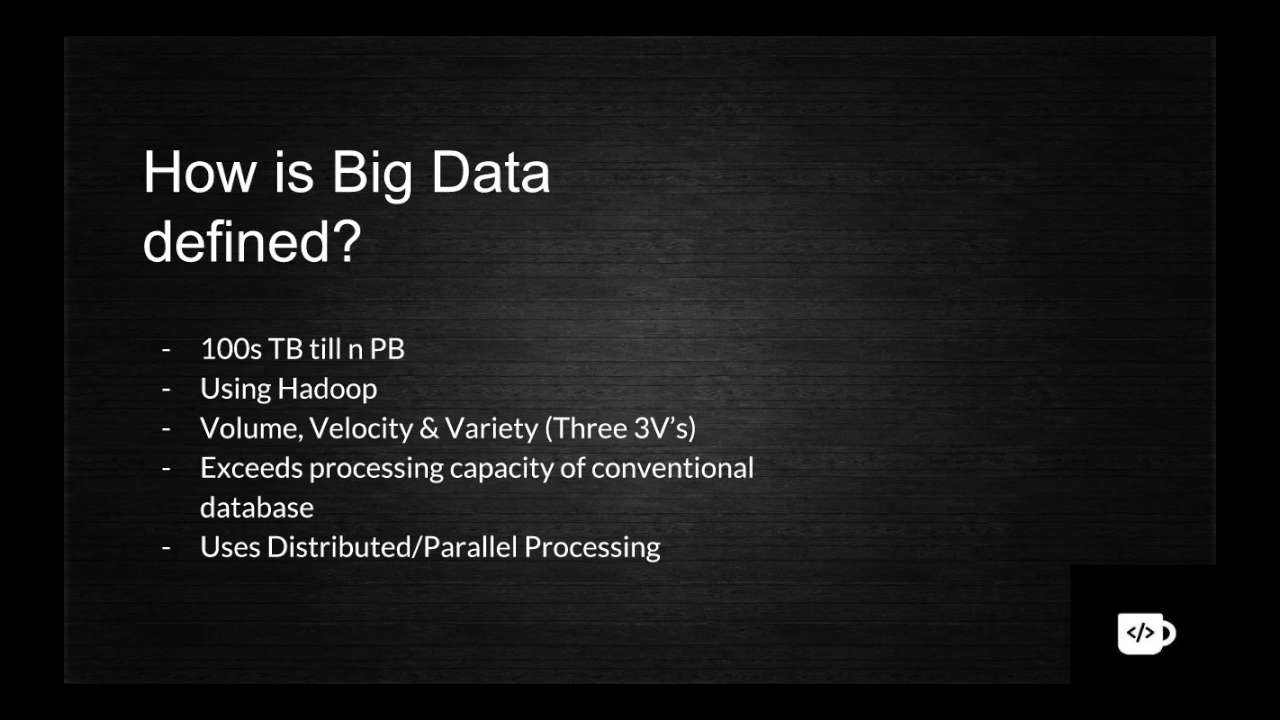 How is Big Data
defined?
- 100s TB till n PB
- Using Hadoop
- Volume, Velocity & Variety (Three 3V’s)
- Exceeds processing capacity of conventional
database
- Uses Distributed/Parallel Processing
</>